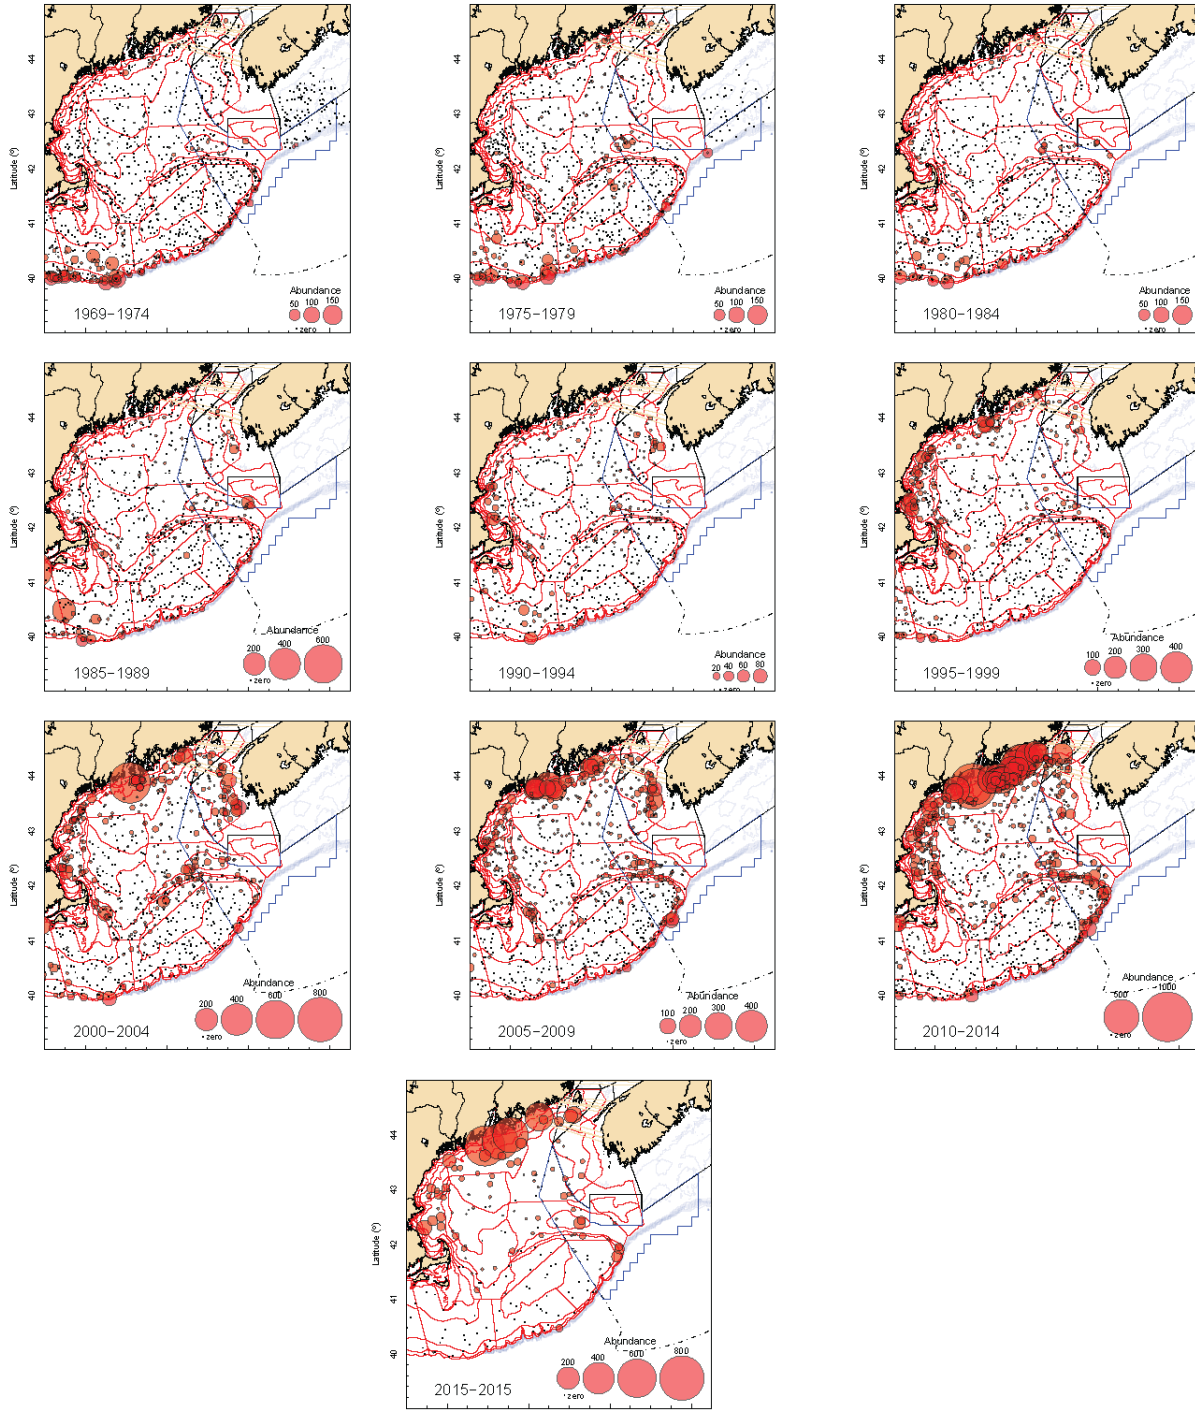 Latitude (º)
44
43
42
41
40
Abundance
50 100 150
• zero
1969-1974
Latitude (º)
44
43
42
41
40
Abundance
50 100 150
• zero
1975-1979
Latitude (º)
44
43
42
41
40
Abundance
50 100 150
• zero
1980-1984
Latitude (º)
44
43
42
41
40
Abundance
200 400 600
• zero
1985-1989
Latitude (º)
44
43
42
41
40
Abundance
20 40 60 80
• zero
1990-1994
Latitude (º)
44
43
42
41
40
Abundance
100 200 300 400
• zero
1995-1999
Latitude (º)
44
43
42
41
40
Abundance
200 400 600 800
• zero
2000-2004
Latitude (º)
44
43
42
41
40
Abundance
100 200 300 400
• zero
2005-2009
Latitude (º)
44
43
42
41
40
Abundance
500 1000
• zero
2010-2014
Latitude (º)
44
43
42
41
40
Abundance
200 400 600 800
• zero
2015-2015